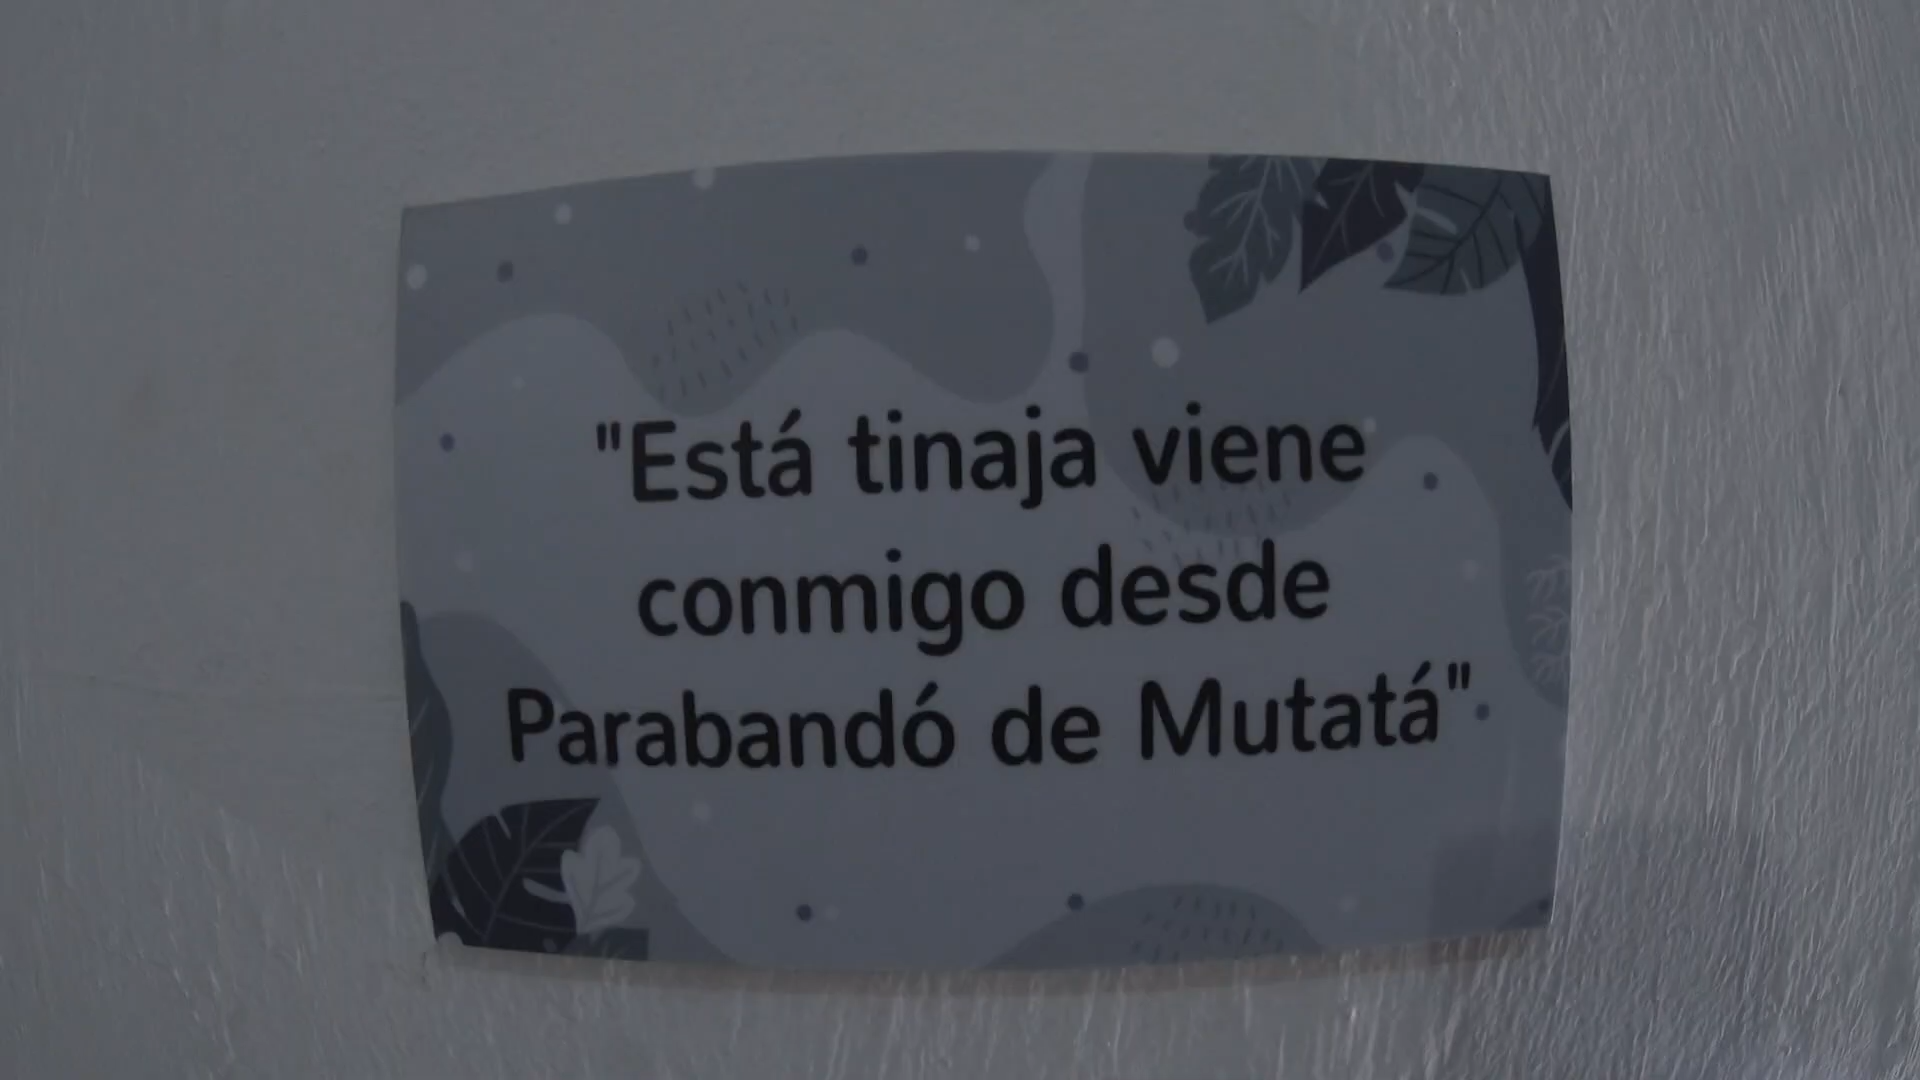 "Está tinaja viene
conmigo desde
Parabandó de Mutatá"